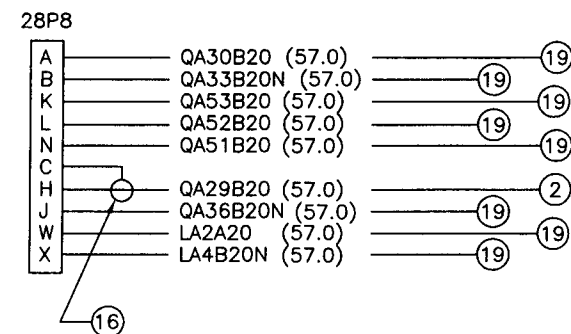 28P8
A QA30B20 (57.0) 19
B QA33B20N (57.0) 19
K QA53B20 (57.0) 19
L QA52B20 (57.0) 19
N QA51B20 (57.0) 19
C
H QA29B20 (57.0) 2
J QA36B20N (57.0) 19
W LA2A20 (57.0) 19
X LA4B20N (57.0) 19
16